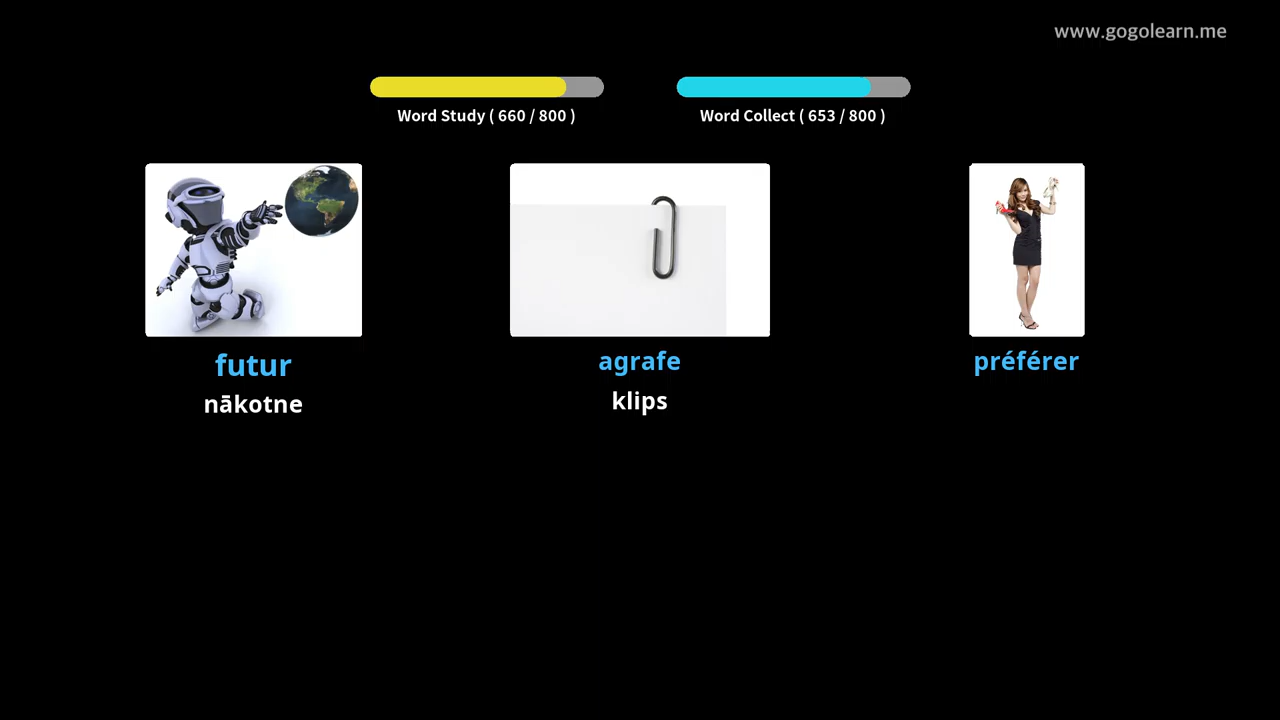 www.gogolearn.me
Word Study ( 660 / 800 )
Word Collect ( 653 / 800 )
futur
nākotne
agrafe
klips
préférer